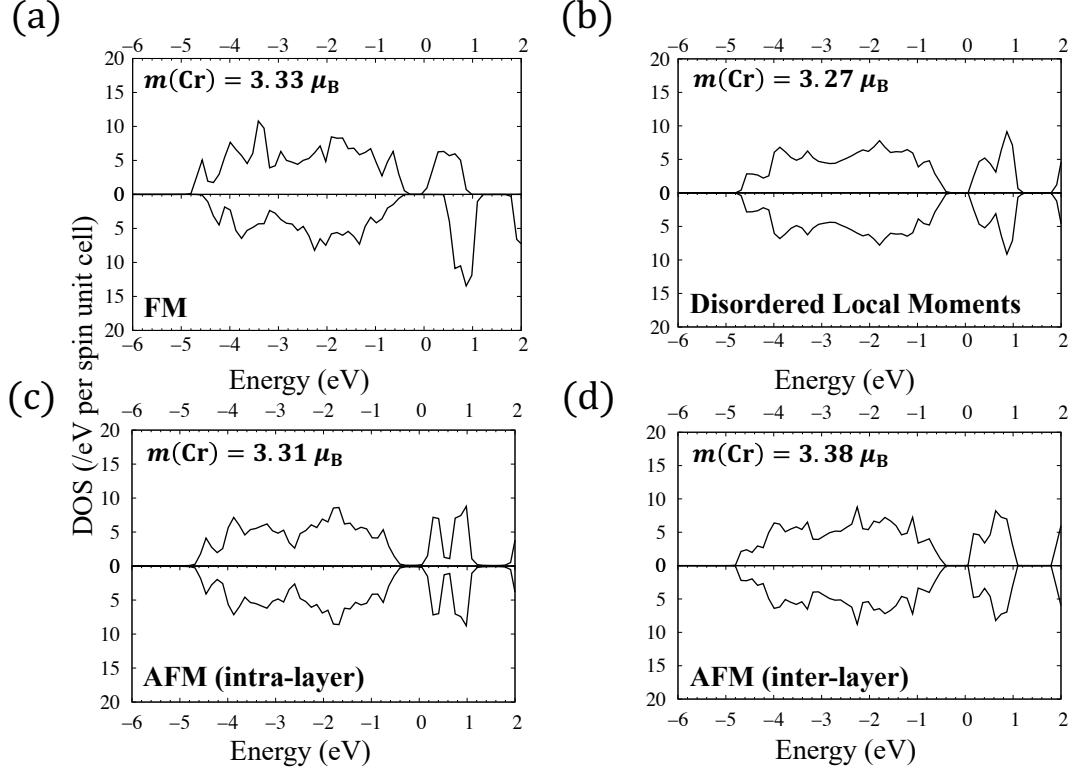 (a)
−6 −5 −4 −3 −2 −1 0 1 2
20
15
10
5
0
0
5
10
15
20
m(Cr) = 3.33 μB
FM
−6 −5 −4 −3 −2 −1 0 1 2
Energy (eV)
(b)
−6 −5 −4 −3 −2 −1 0 1 2
20
15
10
5
0
0
5
10
15
20
m(Cr) = 3.27 μB
Disordered Local Moments
−6 −5 −4 −3 −2 −1 0 1 2
Energy (eV)
DOS (/eV per spin unit cell)
(c)
−6 −5 −4 −3 −2 −1 0 1 2
20
15
10
5
0
0
5
10
15
20
m(Cr) = 3.31 μB
AFM (intra-layer)
−6 −5 −4 −3 −2 −1 0 1 2
Energy (eV)
(d)
−6 −5 −4 −3 −2 −1 0 1 2
20
15
10
5
0
0
5
10
15
20
m(Cr) = 3.38 μB
AFM (inter-layer)
−6 −5 −4 −3 −2 −1 0 1 2
Energy (eV)